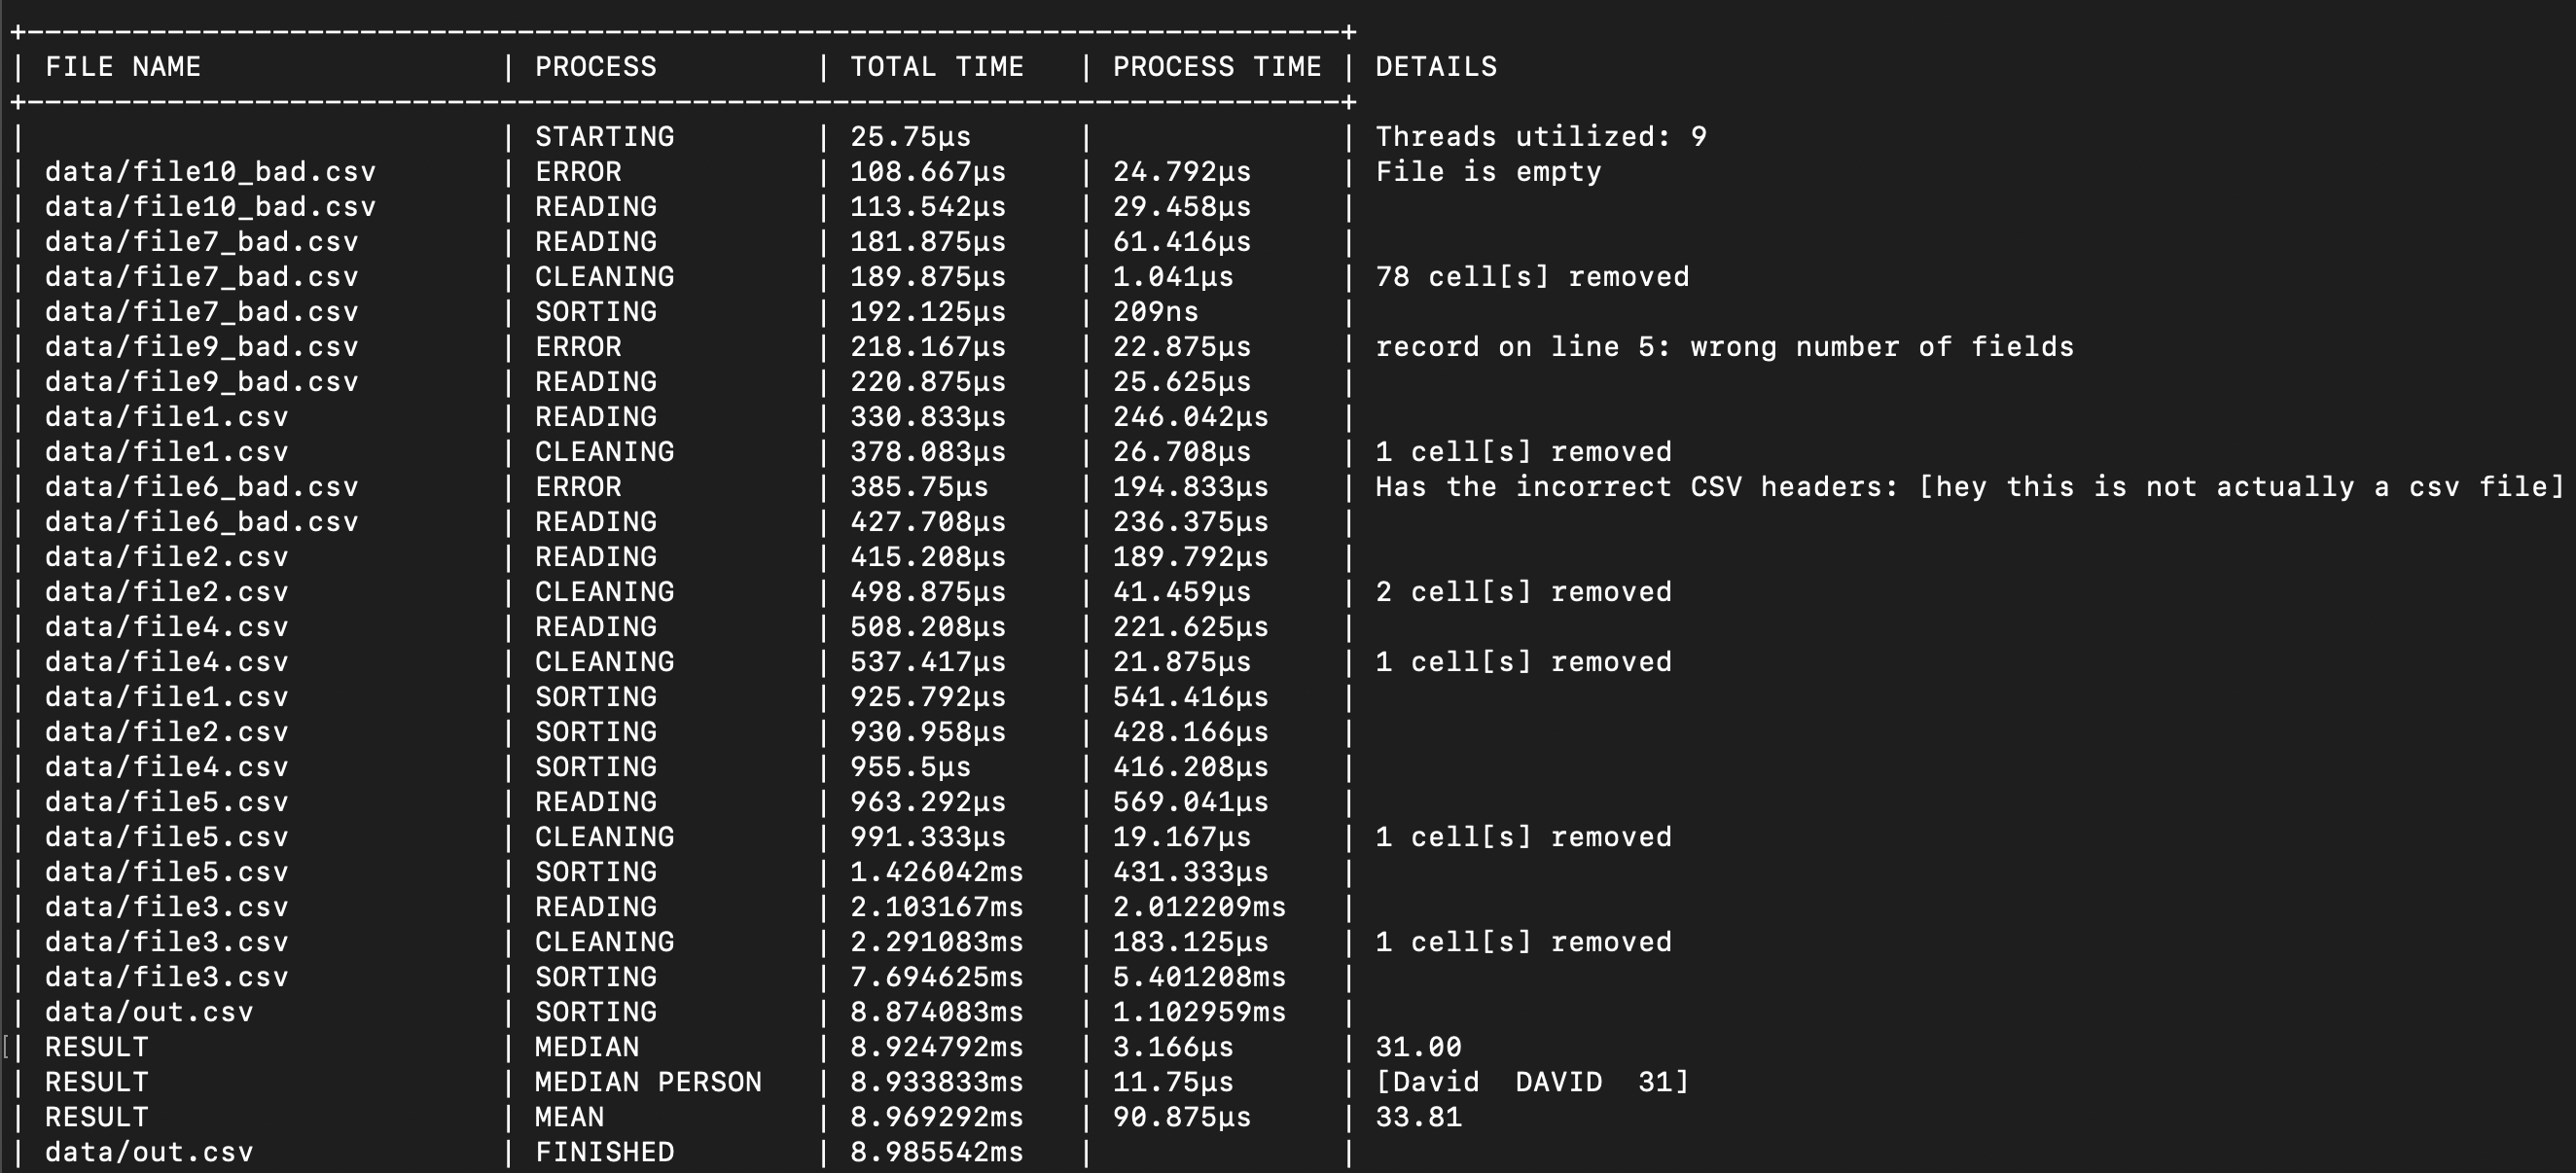 +----------------------------------------------------------------------------+
| FILE NAME | PROCESS | TOTAL TIME | PROCESS TIME | DETAILS
+----------------------------------------------------------------------------+
| | STARTING | 25.75µs | | Threads utilized: 9
| data/file10_bad.csv | ERROR | 108.667µs | 24.792µs | File is empty
| data/file10_bad.csv | READING | 113.542µs | 29.458µs |
| data/file7_bad.csv | READING | 181.875µs | 61.416µs |
| data/file7_bad.csv | CLEANING | 189.875µs | 1.041µs | 78 cell[s] removed
| data/file7_bad.csv | SORTING | 192.125µs | 209ns |
| data/file9_bad.csv | ERROR | 218.167µs | 22.875µs | record on line 5: wrong number of fields
| data/file9_bad.csv | READING | 220.875µs | 25.625µs |
| data/file1.csv | READING | 330.833µs | 246.042µs |
| data/file1.csv | CLEANING | 378.083µs | 26.708µs | 1 cell[s] removed
| data/file6_bad.csv | ERROR | 385.75µs | 194.833µs | Has the incorrect CSV headers: [hey this is not actually a csv file]
| data/file6_bad.csv | READING | 427.708µs | 236.375µs |
| data/file2.csv | READING | 415.208µs | 189.792µs |
| data/file2.csv | CLEANING | 498.875µs | 41.459µs | 2 cell[s] removed
| data/file4.csv | READING | 508.208µs | 221.625µs |
| data/file4.csv | CLEANING | 537.417µs | 21.875µs | 1 cell[s] removed
| data/file1.csv | SORTING | 925.792µs | 541.416µs |
| data/file2.csv | SORTING | 930.958µs | 428.166µs |
| data/file4.csv | SORTING | 955.5µs | 416.208µs |
| data/file5.csv | READING | 963.292µs | 569.041µs |
| data/file5.csv | CLEANING | 991.333µs | 19.167µs | 1 cell[s] removed
| data/file5.csv | SORTING | 1.426042ms | 431.333µs |
| data/file3.csv | READING | 2.103167ms | 2.012209ms |
| data/file3.csv | CLEANING | 2.291083ms | 183.125µs | 1 cell[s] removed
| data/file3.csv | SORTING | 7.694625ms | 5.401208ms |
| data/out.csv | SORTING | 8.874083ms | 1.102959ms |
[| RESULT | MEDIAN | 8.924792ms | 3.166µs | 31.00
| RESULT | MEDIAN PERSON | 8.933833ms | 11.75µs | [David DAVID 31]
| RESULT | MEAN | 8.969292ms | 90.875µs | 33.81
| data/out.csv | FINISHED | 8.985542ms | |